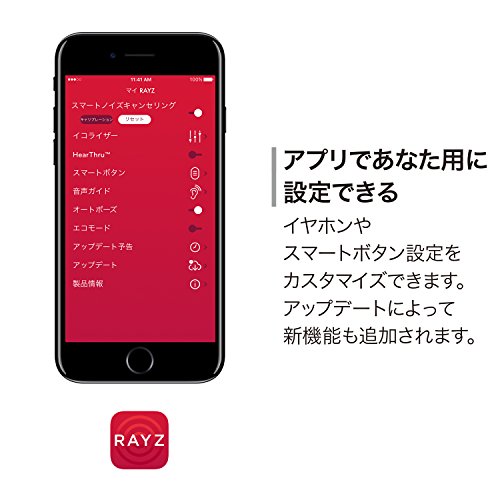 11:41 AM
100%
マイ RAYZ
スマートノイズキャンセリング
キャリブレーション
リセット
イコライザー
HearThru™
スマートボタン
音声ガイド
オートポーズ
エコモード
アップデート予告
アップデート
製品情報
RAYZ
アプリであなた用に
設定できる
イヤホンや
スマートボタン設定を
カスタマイズできます。
アップデートによって
新機能も追加されます。